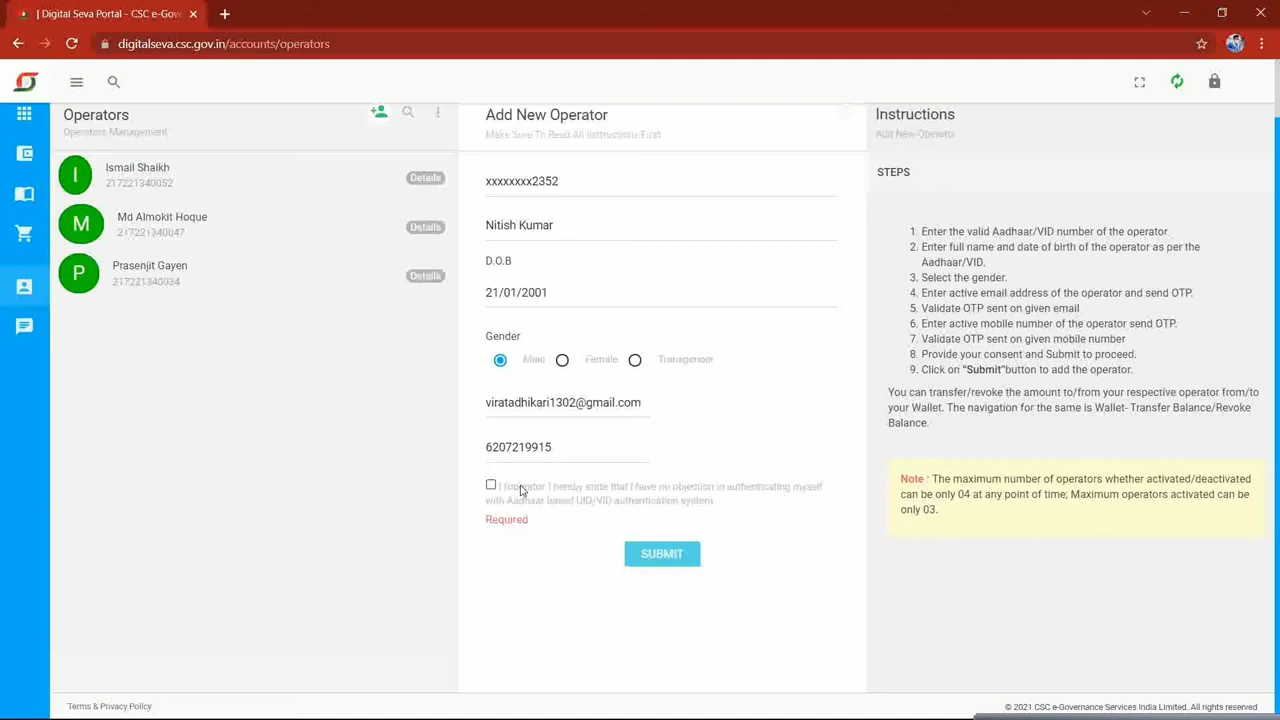 | Digital Seva Portal - CSC e-Gov
digitalseva.csc.gov.in/accounts/operators
Operators
Operators Management
Ismail Shaikh
217221340052
Details
Md Almokit Hoque
217221340047
Details
Prasenjit Gayen
217221340034
Details
Add New Operator
Make Sure To Read All Instructions First
xxxxxxxx2352
Nitish Kumar
D.O.B
21/01/2001
Gender
Male Female Transgender
viratadhikari1302@gmail.com
6207219915
I (operator) hereby state that I have no objection in authenticating myself
with Aadhaar based UID/VID authentication system
Required
SUBMIT
Instructions
Add New Operator
STEPS
1. Enter the valid Aadhaar/VID number of the operator.
2. Enter full name and date of birth of the operator as per the
Aadhaar/VID.
3. Select the gender.
4. Enter active email address of the operator and send OTP.
5. Validate OTP sent on given email
6. Enter active mobile number of the operator send OTP.
7. Validate OTP sent on given mobile number
8. Provide your consent and Submit to proceed.
9. Click on “Submit”button to add the operator.
You can transfer/revoke the amount to/from your respective operator from/to
your Wallet. The navigation for the same is Wallet- Transfer Balance/Revoke
Balance.
Note : The maximum number of operators whether activated/deactivated
can be only 04 at any point of time; Maximum operators activated can be
only 03.
Terms & Privacy Policy
© 2021 CSC e-Governance Services India Limited. All rights reserved